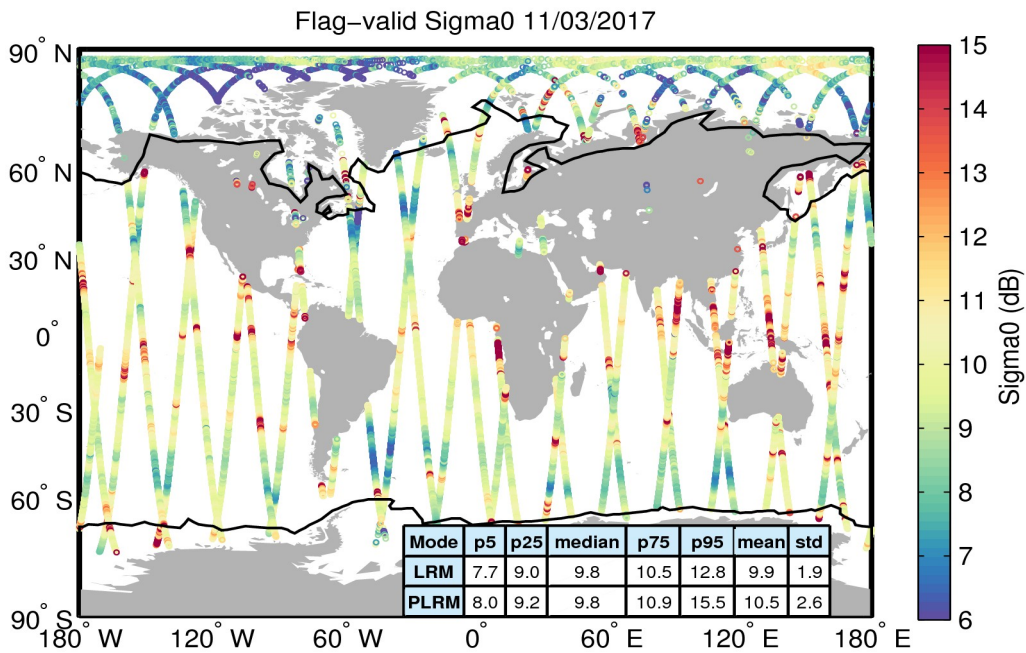 Flag−valid Sigma0 11/03/2017
90° N
60° N
30° N
0°
30° S
60° S
90° S
180° W
120° W
60° W
0°
60° E
120° E
180° E
Mode p5 p25 median p75 p95 mean std
LRM 7.7 9.0 9.8 10.5 12.8 9.9 1.9
PLRM 8.0 9.2 9.8 10.9 15.5 10.5 2.6
15
14
13
12
11
10
9
8
7
6
Sigma0 (dB)